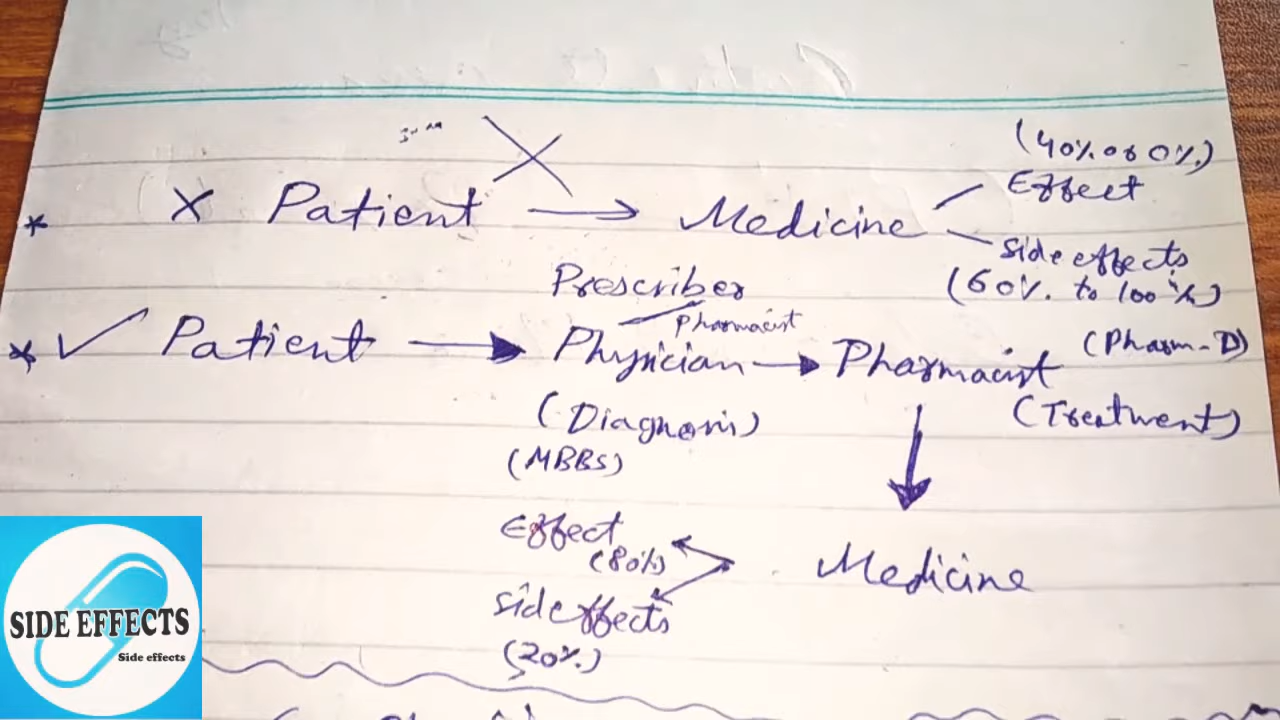 (40% or 0%)
* X Patient → Medicine Effect
side effects
(60% to 100%)
Prescriber
Pharmacist
* ✓ Patient → Physician → Pharmacist (Pharm-D)
(Diagnosis) (Treatment)
(MBBS)
Effect
(80%)
Medicine
side effects
(20%)
SIDE EFFECTS
Side effects